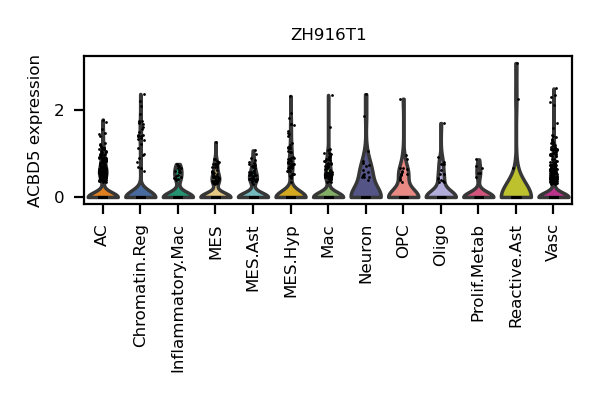 ZH916T1
ACBD5 expression
2
0
AC
Chromatin.Reg
Inflammatory.Mac
MES
MES.Ast
MES.Hyp
Mac
Neuron
OPC
Oligo
Prolif.Metab
Reactive.Ast
Vasc